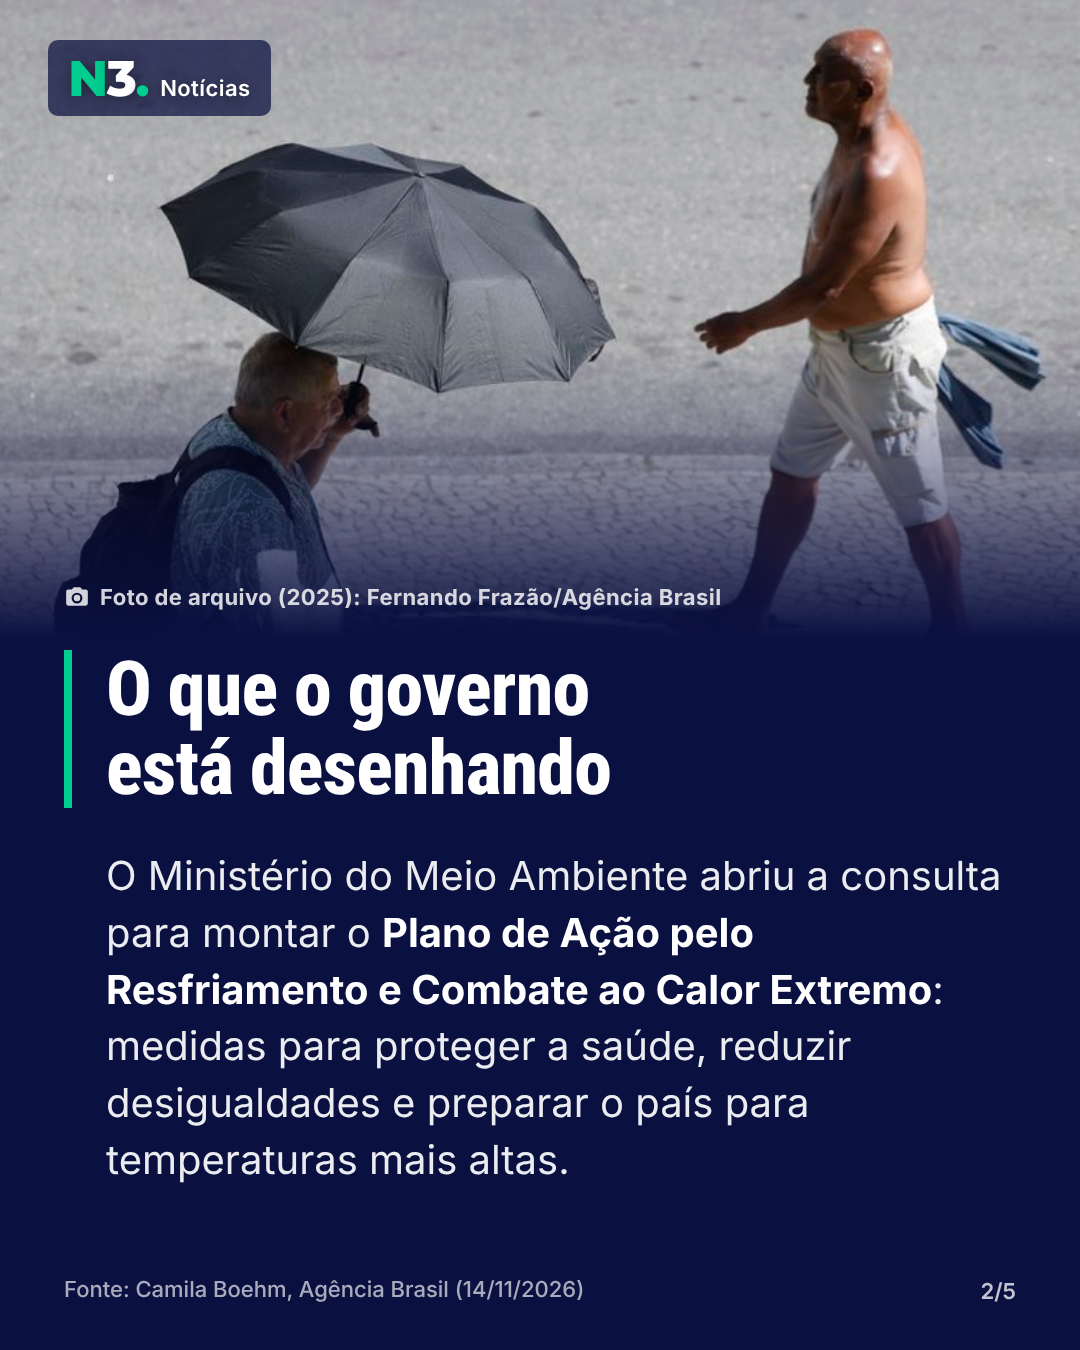 N3. Notícias
Foto de arquivo (2025): Fernando Frazão/Agência Brasil
O que o governo
está desenhando
O Ministério do Meio Ambiente abriu a consulta
para montar o Plano de Ação pelo
Resfriamento e Combate ao Calor Extremo:
medidas para proteger a saúde, reduzir
desigualdades e preparar o país para
temperaturas mais altas.
Fonte: Camila Boehm, Agência Brasil (14/11/2026)
2/5